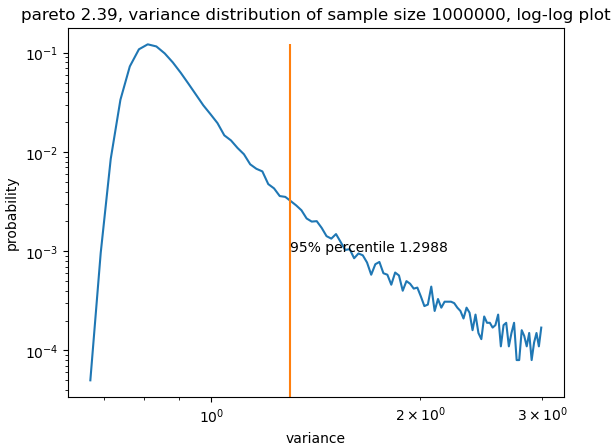 pareto 2.39, variance distribution of sample size 1000000, log-log plot
10⁻¹
10⁻²
10⁻³
10⁻⁴
probability
95% percentile 1.2988
10⁰
2 × 10⁰
3 × 10⁰
variance